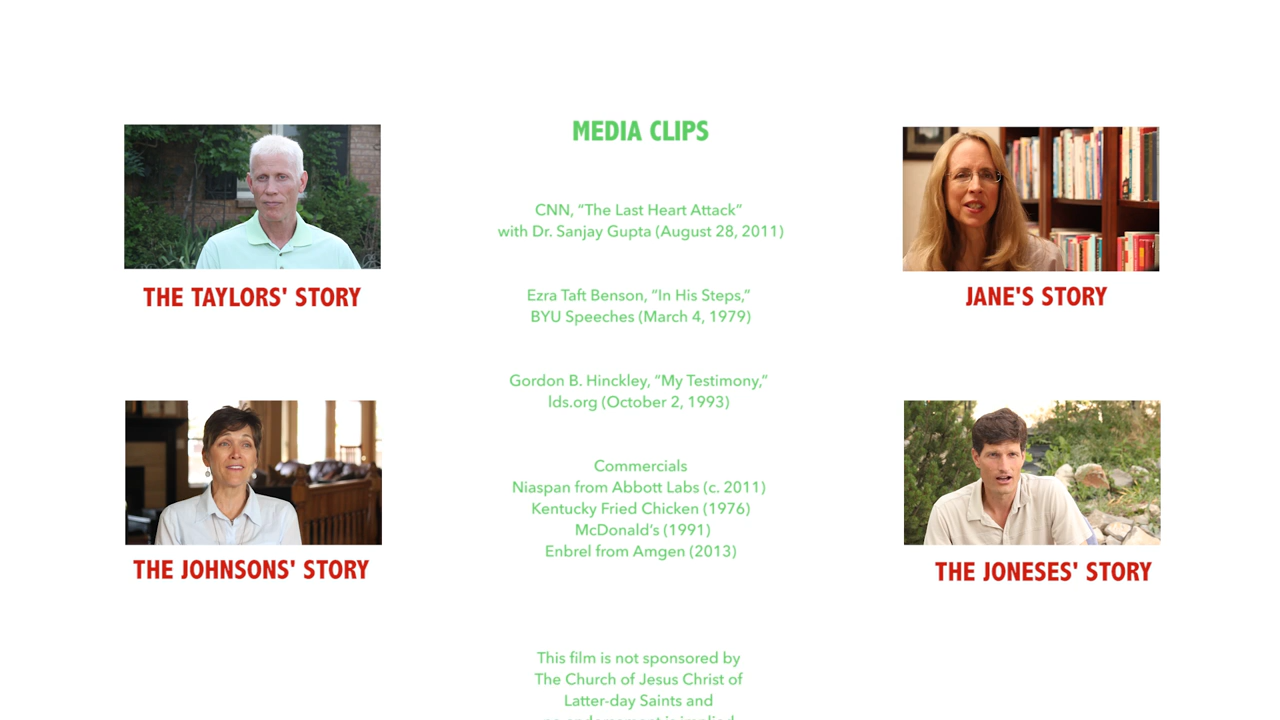 MEDIA CLIPS
CNN, “The Last Heart Attack”
with Dr. Sanjay Gupta (August 28, 2011)
Ezra Taft Benson, “In His Steps,”
BYU Speeches (March 4, 1979)
Gordon B. Hinckley, “My Testimony,”
lds.org (October 2, 1993)
Commercials
Niaspan from Abbott Labs (c. 2011)
Kentucky Fried Chicken (1976)
McDonald’s (1991)
Enbrel from Amgen (2013)
This film is not sponsored by
The Church of Jesus Christ of
Latter-day Saints and
no endorsement is implied
THE TAYLORS' STORY
JANE'S STORY
THE JOHNSONS' STORY
THE JONESES' STORY